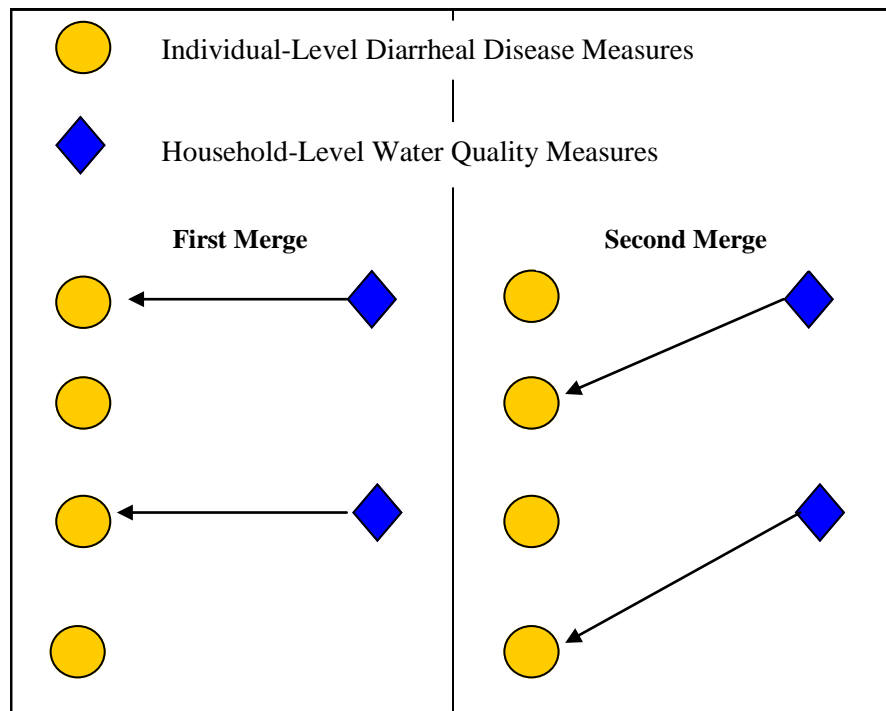 Individual-Level Diarrheal Disease Measures
Household-Level Water Quality Measures
First Merge
Second Merge